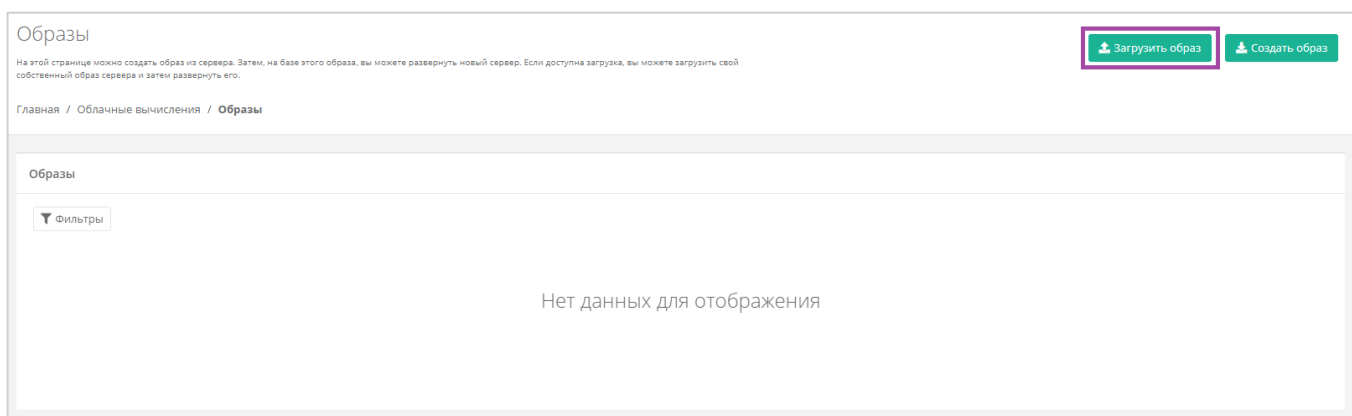 Образы
Загрузить образ
Создать образ
На этой странице можно создать образ из сервера. Затем, на базе этого образа, вы можете развернуть новый сервер. Если доступна загрузка, вы можете загрузить свой
собственный образ сервера и затем развернуть его.
Главная / Облачные вычисления / Образы
Образы
Фильтры
Нет данных для отображения